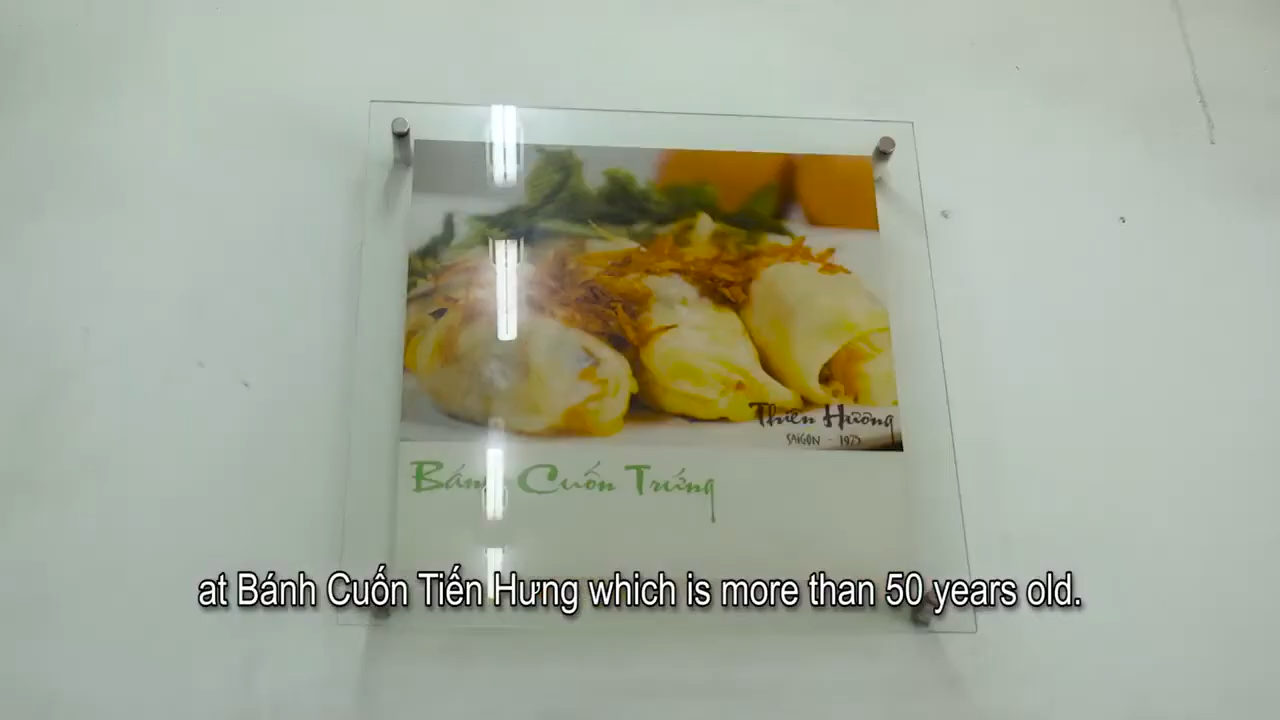 Thiên Hương
SAIGON - 1975
Bánh Cuốn Trứng
at Bánh Cuốn Tiến Hưng which is more than 50 years old.